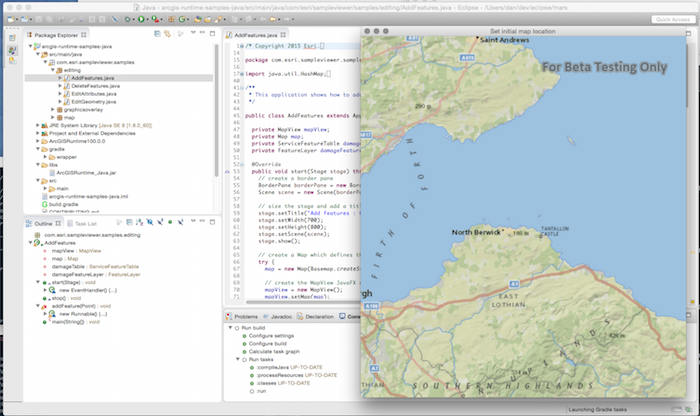 Java - arcgis-runtime-samples-java/src/main/java/com/esri/sampleviewer/samples/editing/AddFeatures.java - Eclipse - /Users/dan/dev/eclipse/mars
Quick Access
Package Explorer
arcgis-runtime-samples-java
src/main/java
com.esri.sampleviewer.samples
editing
AddFeatures.java
DeleteFeatures.java
EditAttributes.java
EditGeometry.java
graphicsoverlay
map
JRE System Library [Java SE 8 [1.8.0_60]]
Project and External Dependencies
ArcGISRuntime100.0.0
gradle
wrapper
libs
ArcGISRuntime_Java.jar
src
main
arcgis-runtime-samples-java.iml
build.gradle
CONTRIBUTING.md
Outline
Task List
com.esri.sampleviewer.samples.editing
AddFeatures
mapView : MapView
map : Map
damageTable : ServiceFeatureTable
damageFeatureLayer : FeatureLayer
start(Stage) : void
new EventHandler() {...}
stop() : void
addFeature(Point) : void
new Runnable() {...}
main(String[]) : void
AddFeatures.java
/* Copyright 2015 Esri.
package com.esri.sampleviewer.sampl
import java.util.HashMap;
/**
* This application shows how to add
*/
public class AddFeatures extends App
private MapView mapView;
private Map map;
private ServiceFeatureTable damage
private FeatureLayer damageFeature
@Override
public void start(Stage stage) thr
// create a border pane
BorderPane borderPane = new Bord
Scene scene = new Scene(borderPa
// size the stage and add a titl
stage.setTitle("Add features :
stage.setWidth(700);
stage.setHeight(800);
stage.setScene(scene);
stage.show();
// create a Map which defines th
try {
map = new Map(Basemap.createS
// create the MapView JavaFX
mapView = new MapView();
mapView.setMap(map);
Problems
Javadoc
Declaration
Run build
Configure settings
Configure build
Calculate task graph
Run tasks
:compileJava UP-TO-DATE
:processResources UP-TO-DATE
:classes UP-TO-DATE
:run
Set initial map location
Saint Andrews
For Beta Testing Only
A915
290 m
FIRTH OF FORTH
North Berwick
186 m
TANTALLON
CASTLE
A1
EAST
LOTHIAN
A1
A68
SOUTHERN HIGHLANDS
Launching Gradle tasks